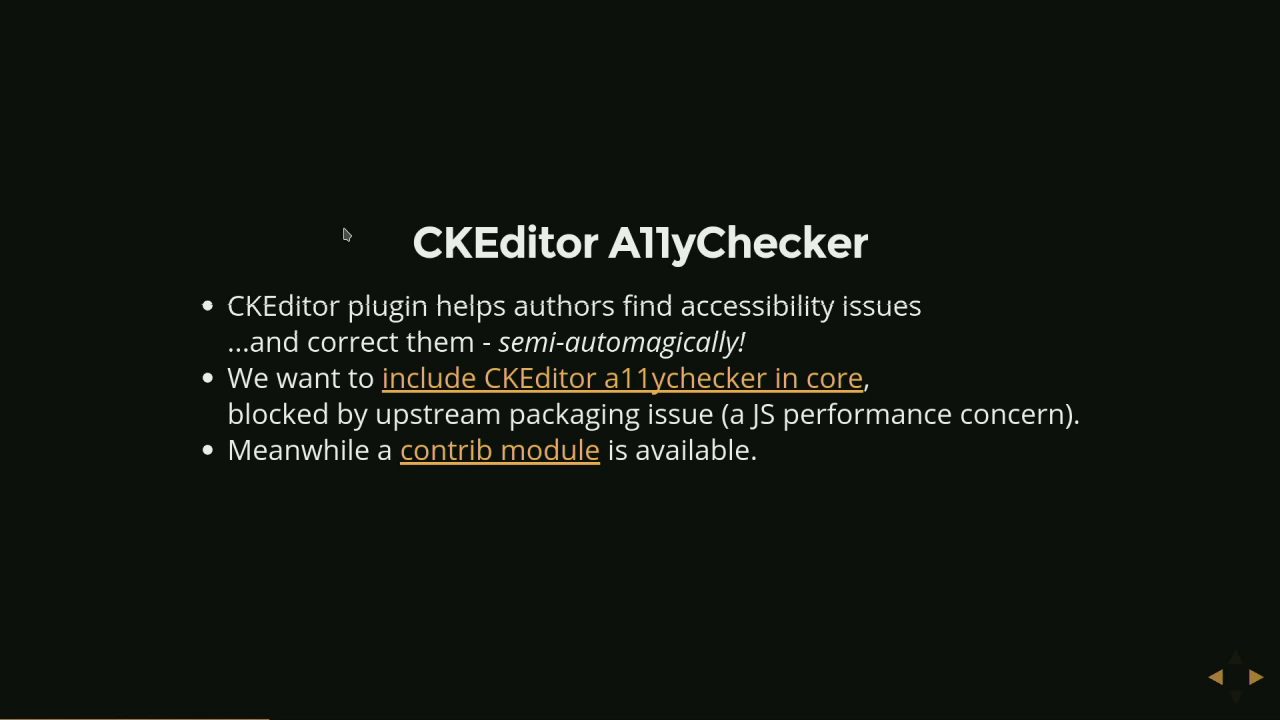 CKEditor A11yChecker
• CKEditor plugin helps authors find accessibility issues
...and correct them - semi-automagically!
• We want to include CKEditor a11ychecker in core,
blocked by upstream packaging issue (a JS performance concern).
• Meanwhile a contrib module is available.